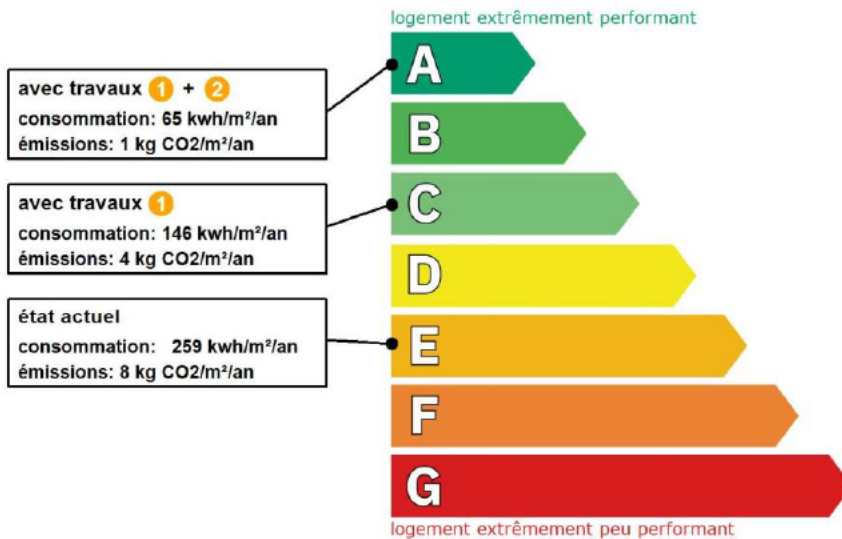 logement extrêmement performant
avec travaux 1 + 2
consommation: 65 kwh/m²/an
émissions: 1 kg CO2/m²/an
avec travaux 1
consommation: 146 kwh/m²/an
émissions: 4 kg CO2/m²/an
état actuel
consommation: 259 kwh/m²/an
émissions: 8 kg CO2/m²/an
A
B
C
D
E
F
G
logement extrêmement peu performant